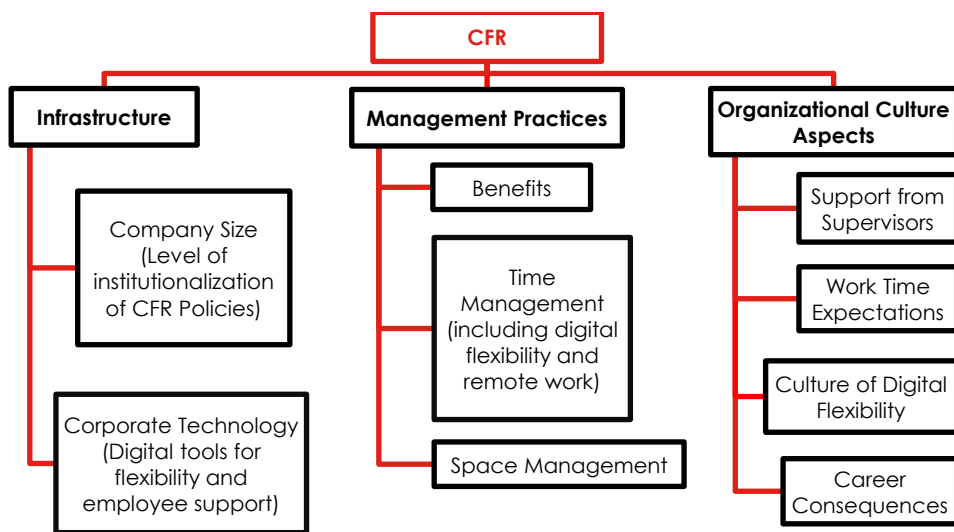 CFR
Infrastructure
Company Size
(Level of
institutionalization
of CFR Policies)
Corporate Technology
(Digital tools for
flexibility and
employee support)
Management Practices
Benefits
Time
Management
(including digital
flexibility and
remote work)
Space Management
Organizational Culture
Aspects
Support from
Supervisors
Work Time
Expectations
Culture of Digital
Flexibility
Career
Consequences